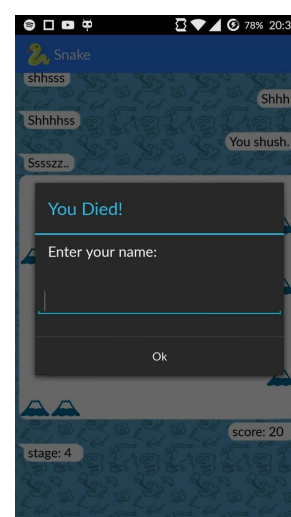 78% 20:3
Snake
shhsss
Shhh
Shhhhss
You shush.
Sssszz..
You Died!
Enter your name:
Ok
score: 20
stage: 4